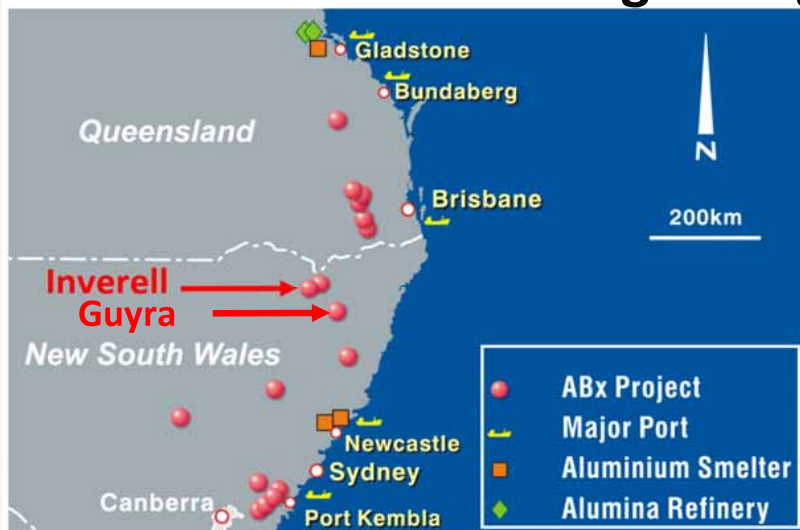 Gladstone
Bundaberg
Queensland
Brisbane
N
200km
Inverell
Guyra
New South Wales
ABx Project
Major Port
Newcastle
Aluminium Smelter
Sydney
Canberra
Alumina Refinery
Port Kembla